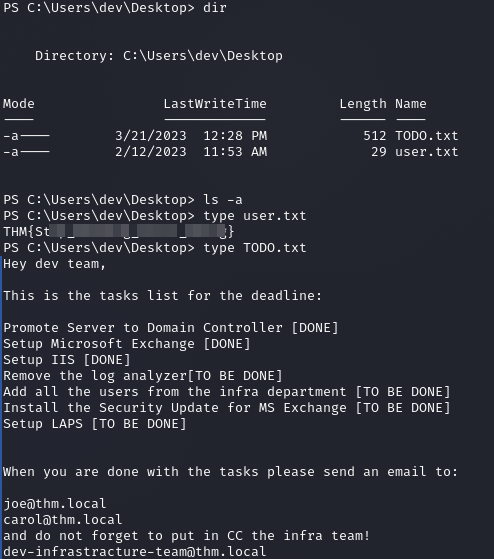 PS C:\Users\dev\Desktop> dir
Directory: C:\Users\dev\Desktop
Mode LastWriteTime Length Name
-a---- 3/21/2023 12:28 PM 512 TODO.txt
-a---- 2/12/2023 11:53 AM 29 user.txt
PS C:\Users\dev\Desktop> ls -a
PS C:\Users\dev\Desktop> type user.txt
THM{St
PS C:\Users\dev\Desktop> type TODO.txt
Hey dev team,
This is the tasks list for the deadline:
Promote Server to Domain Controller [DONE]
Setup Microsoft Exchange [DONE]
Setup IIS [DONE]
Remove the log analyzer[TO BE DONE]
Add all the users from the infra department [TO BE DONE]
Install the Security Update for MS Exchange [TO BE DONE]
Setup LAPS [TO BE DONE]
When you are done with the tasks please send an email to:
joe@thm.local
carol@thm.local
and do not forget to put in CC the infra team!
dev-infrastracture-team@thm.local